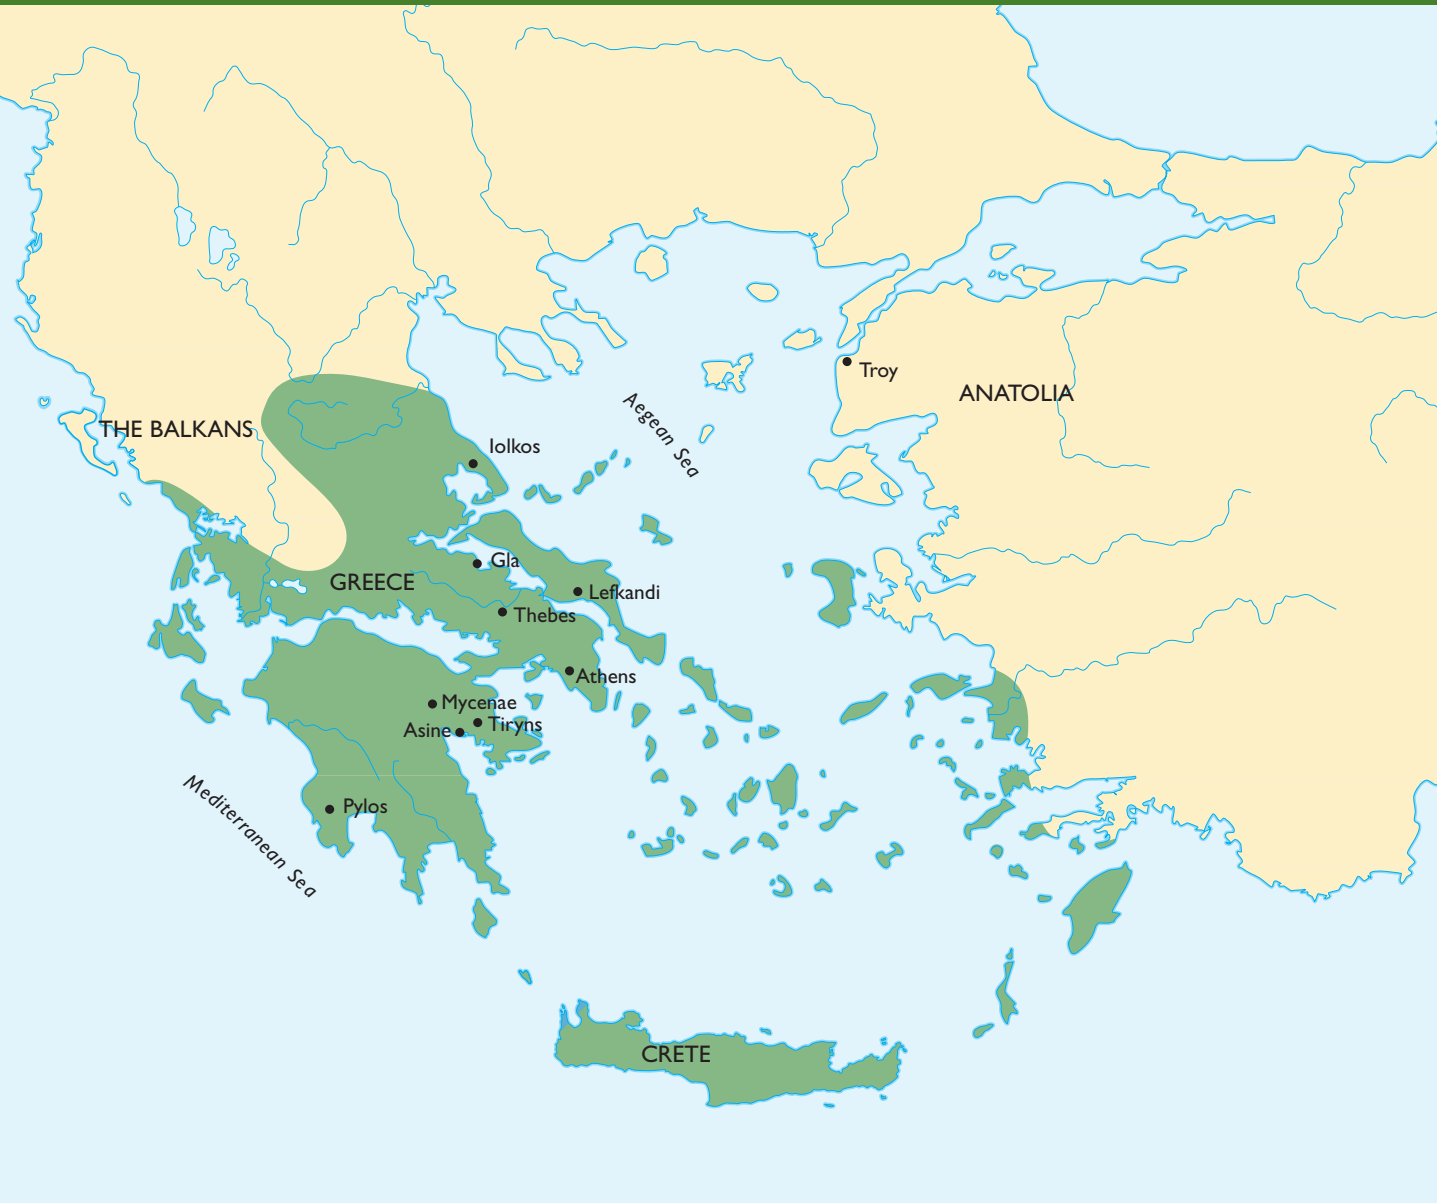 Troy
ANATOLIA
Aegean Sea
THE BALKANS
Iolkos
Gla
GREECE
Lefkandi
Thebes
Athens
Mycenae
Tiryns
Asine
Pylos
Mediterranean Sea
CRETE